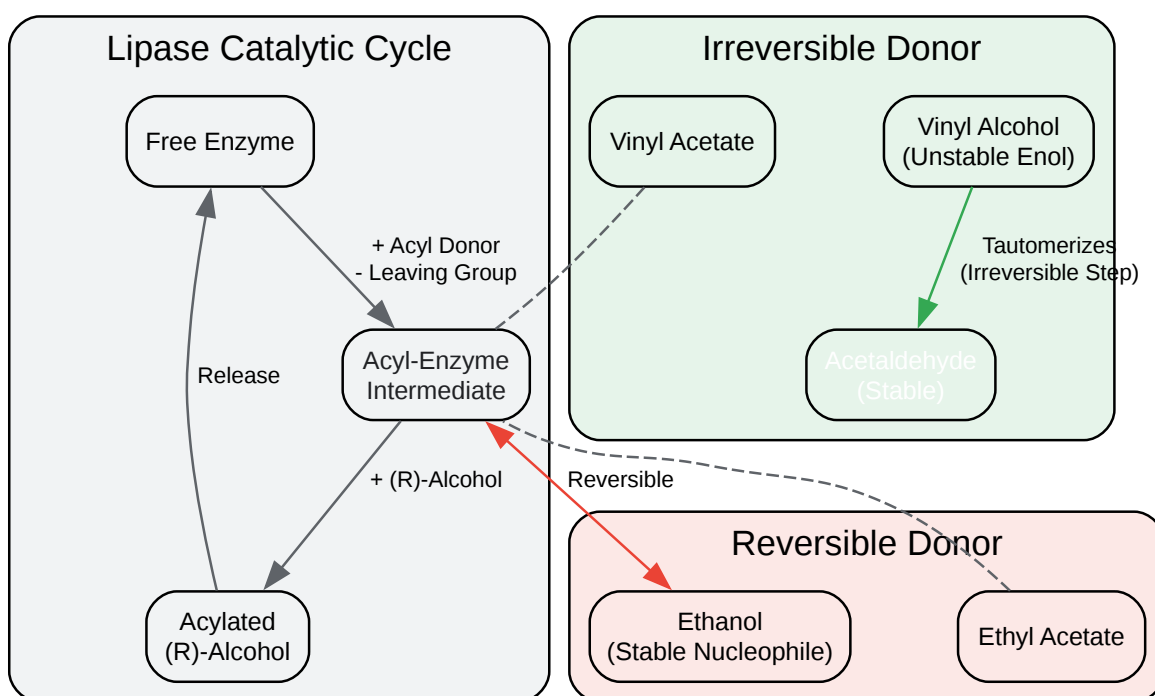 Lipase Catalytic Cycle
Free Enzyme
+ Acyl Donor
- Leaving Group
Acyl-Enzyme
Intermediate
Release
+ (R)-Alcohol
Acylated
(R)-Alcohol
Irreversible Donor
Vinyl Acetate
Vinyl Alcohol
(Unstable Enol)
Tautomerizes
(Irreversible Step)
Acetaldehyde
(Stable)
Reversible
Reversible Donor
Ethanol
(Stable Nucleophile)
Ethyl Acetate